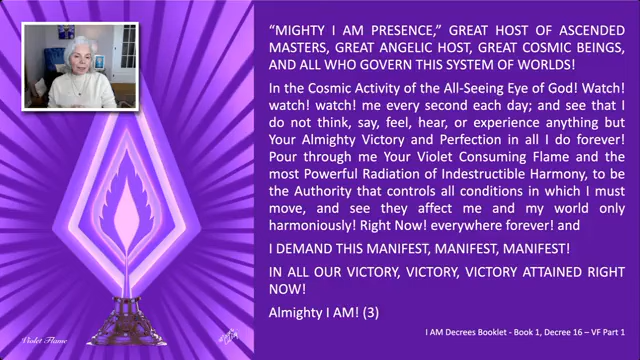 “MIGHTY I AM PRESENCE,” GREAT HOST OF ASCENDED
MASTERS, GREAT ANGELIC HOST, GREAT COSMIC BEINGS,
AND ALL WHO GOVERN THIS SYSTEM OF WORLDS!
In the Cosmic Activity of the All-Seeing Eye of God! Watch!
watch! watch! me every second each day; and see that I
do not think, say, feel, hear, or experience anything but
Your Almighty Victory and Perfection in all I do forever!
Pour through me Your Violet Consuming Flame and the
most Powerful Radiation of Indestructible Harmony, to be
the Authority that controls all conditions in which I must
move, and see they affect me and my world only
harmoniously! Right Now! everywhere forever! and
I DEMAND THIS MANIFEST, MANIFEST, MANIFEST!
IN ALL OUR VICTORY, VICTORY, VICTORY ATTAINED RIGHT
NOW!
Almighty I AM! (3)
I AM Decrees Booklet - Book 1, Decree 16 – VF Part 1
Violet Flame